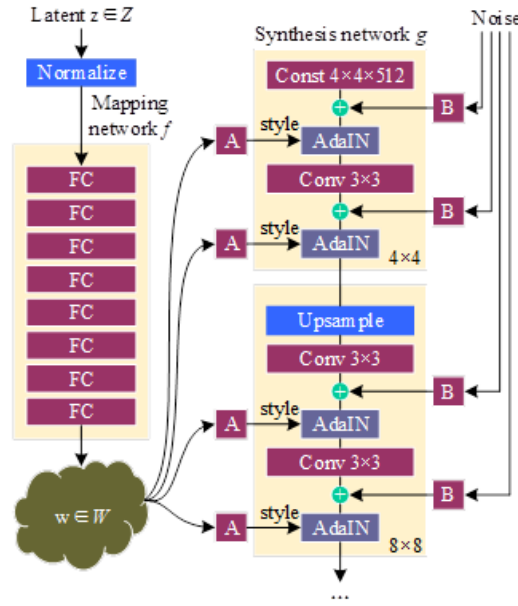 Latent z ∈ Z
Normalize
Mapping
network f
FC
FC
FC
FC
FC
FC
FC
FC
w ∈ W
Synthesis network g
Noise
Const 4×4×512
B
A
style
AdaIN
Conv 3×3
B
A
style
AdaIN
4×4
Upsample
Conv 3×3
B
A
style
AdaIN
Conv 3×3
B
A
style
AdaIN
8×8
...